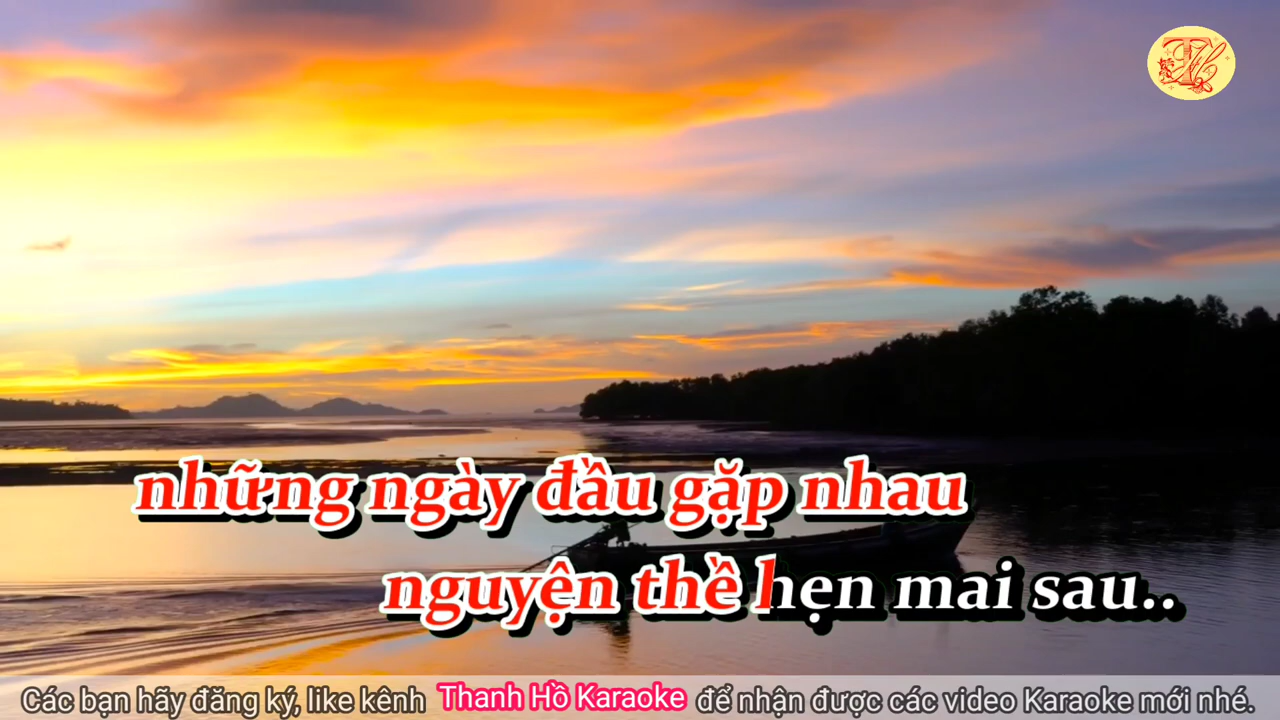 những ngày đầu gặp nhau
nguyện thề hẹn mai sau..
Các bạn hãy đăng ký, like kênh Thanh Hồ Karaoke để nhận được các video Karaoke mới nhé.